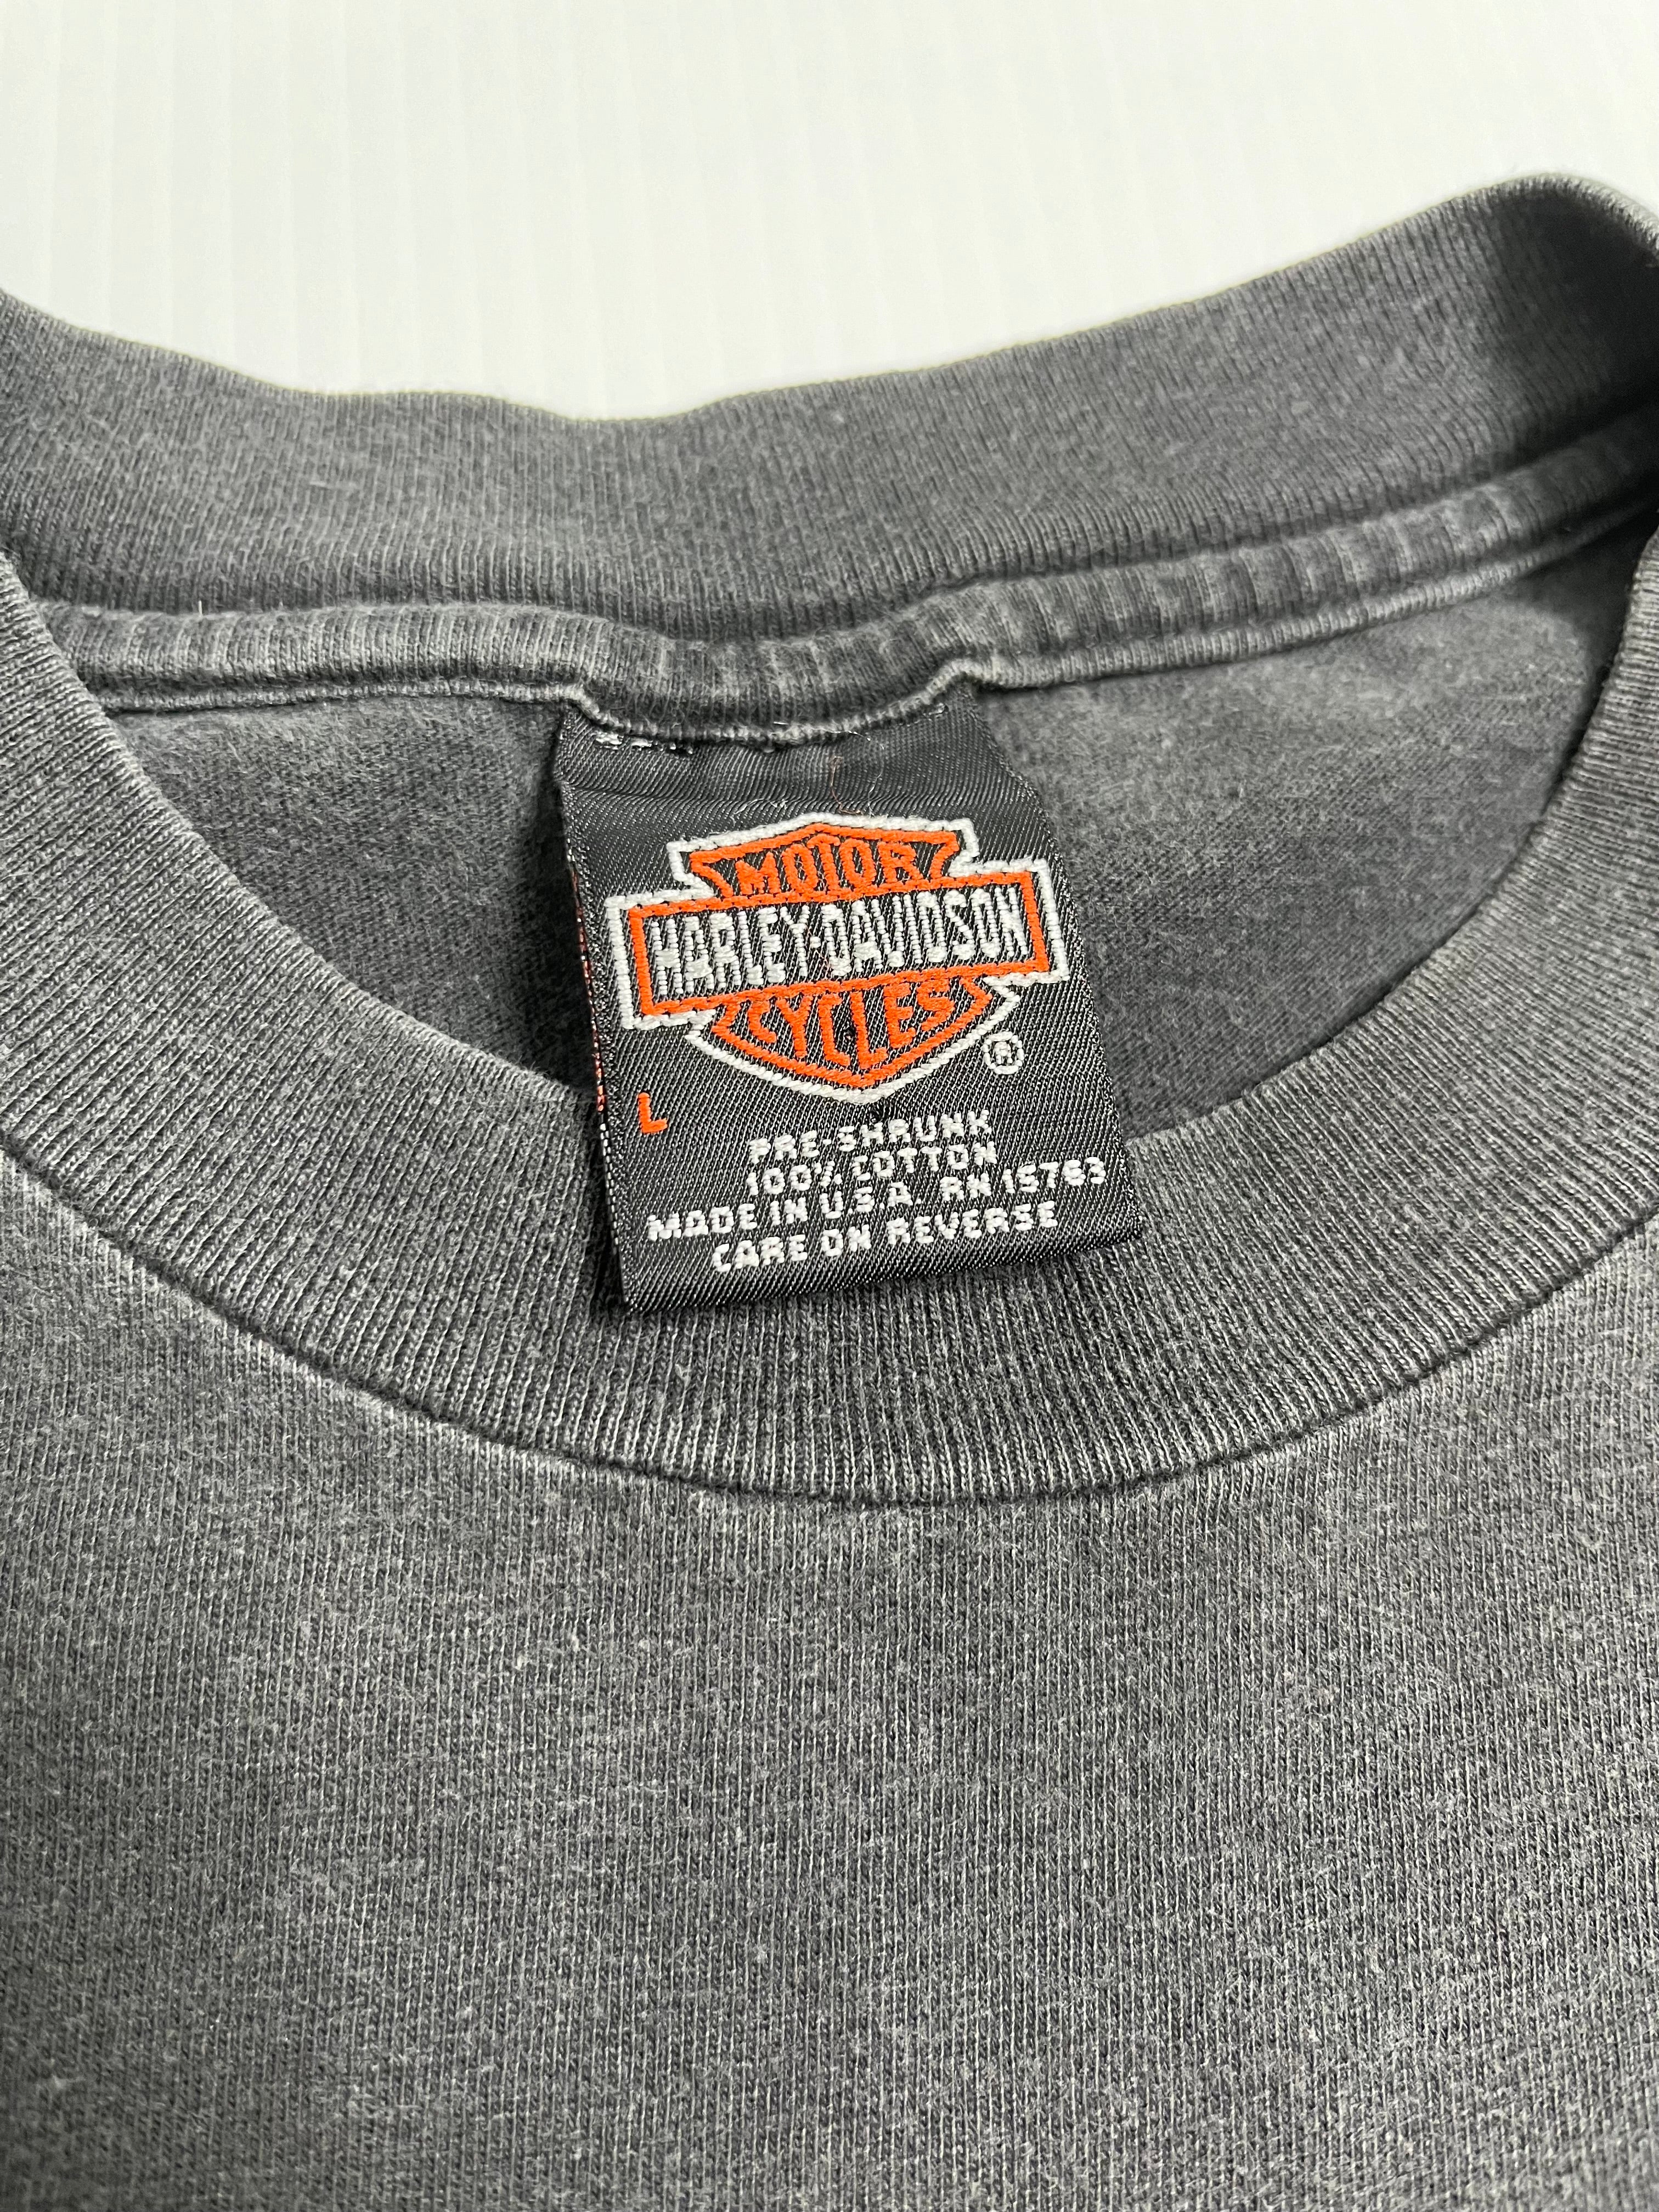 MOTOR
HARLEY-DAVIDSON
CYCLES
®
L
PRE-SHRUNK
100% COTTON
MADE IN U.S.A. RN 15763
CARE ON REVERSE